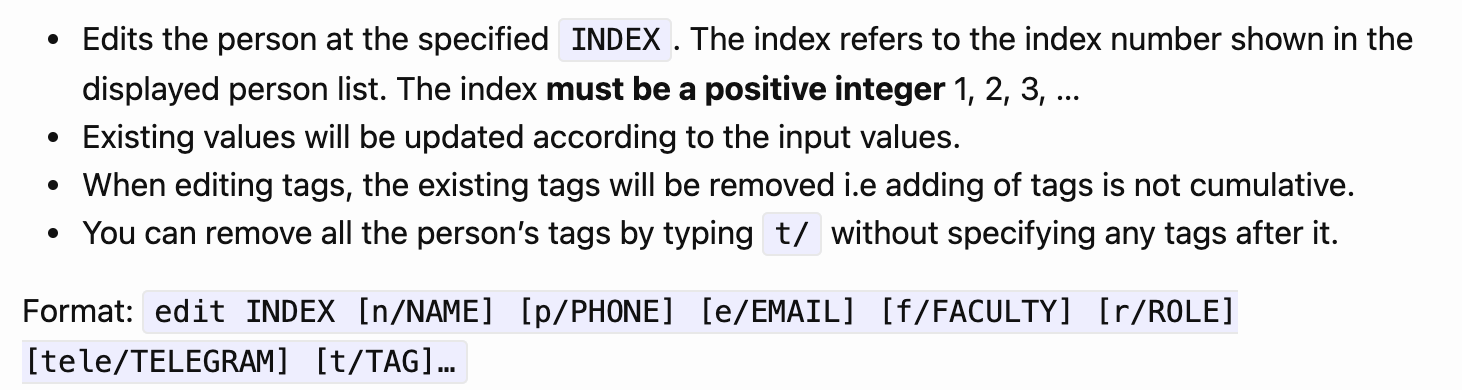 • Edits the person at the specified INDEX. The index refers to the index number shown in the
displayed person list. The index must be a positive integer 1, 2, 3, …
• Existing values will be updated according to the input values.
• When editing tags, the existing tags will be removed i.e adding of tags is not cumulative.
• You can remove all the person’s tags by typing t/ without specifying any tags after it.
Format: edit INDEX [n/NAME] [p/PHONE] [e/EMAIL] [f/FACULTY] [r/ROLE]
[tele/TELEGRAM] [t/TAG]…